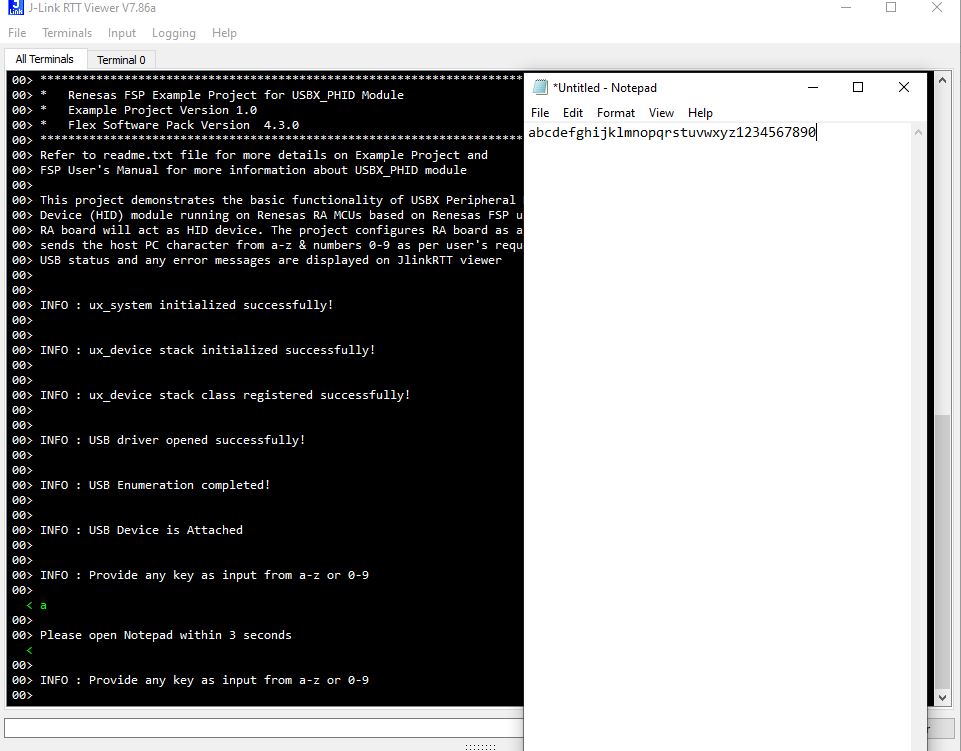 J-Link RTT Viewer V7.86a
File Terminals Input Logging Help
All Terminals Terminal 0
00> *******************************************************************
00> *   Renesas FSP Example Project for USBX_PHID Module
00> *   Example Project Version 1.0
00> *   Flex Software Pack Version  4.3.0
00> *******************************************************************
00> Refer to readme.txt file for more details on Example Project and
00> FSP User's Manual for more information about USBX_PHID module
00>
00> This project demonstrates the basic functionality of USBX Peripheral
00> Device (HID) module running on Renesas RA MCUs based on Renesas FSP u
00> RA board will act as HID device. The project configures RA board as a
00> sends the host PC character from a-z & numbers 0-9 as per user's requ
00> USB status and any error messages are displayed on JlinkRTT viewer
00>
00>
00> INFO : ux_system initialized successfully!
00>
00>
00> INFO : ux_device stack initialized successfully!
00>
00>
00> INFO : ux_device stack class registered successfully!
00>
00>
00> INFO : USB driver opened successfully!
00>
00>
00> INFO : USB Enumeration completed!
00>
00>
00> INFO : USB Device is Attached
00>
00>
00> INFO : Provide any key as input from a-z or 0-9
00>
< a
00>
00> Please open Notepad within 3 seconds
<
00>
00> INFO : Provide any key as input from a-z or 0-9
00>
*Untitled - Notepad
File Edit Format View Help
abcdefghijklmnopqrstuvwxyz1234567890